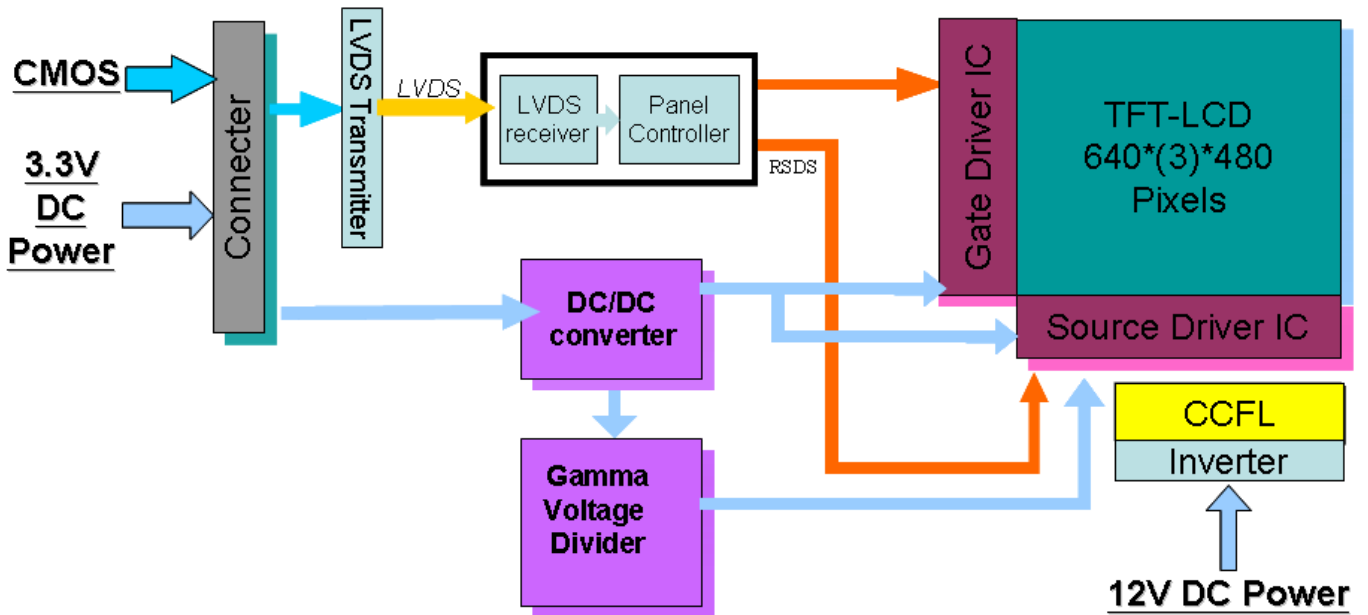 CMOS
3.3V
DC
Power
Connecter
LVDS Transmitter
LVDS
LVDS
receiver
Panel
Controller
RSDS
Gate Driver IC
TFT-LCD
640*(3)*480
Pixels
Source Driver IC
DC/DC
converter
Gamma
Voltage
Divider
CCFL
Inverter
12V DC Power